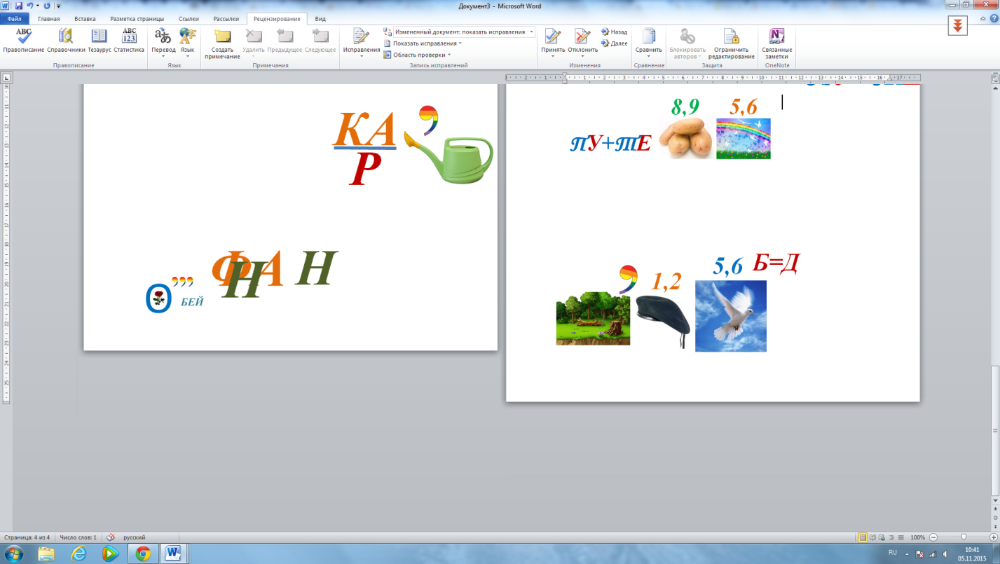 Документ3 - Microsoft Word
Файл Главная Вставка Разметка страницы Ссылки Рассылки Рецензирование Вид
Правописание Справочники Тезаурус Статистика
Правописание
Перевод Язык
Язык
Создать примечание Удалить Предыдущее Следующее
Примечания
Исправления
Измененный документ: показать исправления
Показать исправления
Область проверки
Запись исправлений
Принять Отклонить
Назад
Далее
Изменения
Сравнить
Сравнение
Блокировать авторов Ограничить редактирование
Защита
Связанные заметки
OneNote
КА
Р
,
О ,,, БЕЙ
ФА Н
Н
8,9 5,6
ПУ+ТЕ
, 1,2 5,6 Б=Д
Страница: 4 из 4 Число слов: 1 русский
100%
RU
10:41
05.11.2015